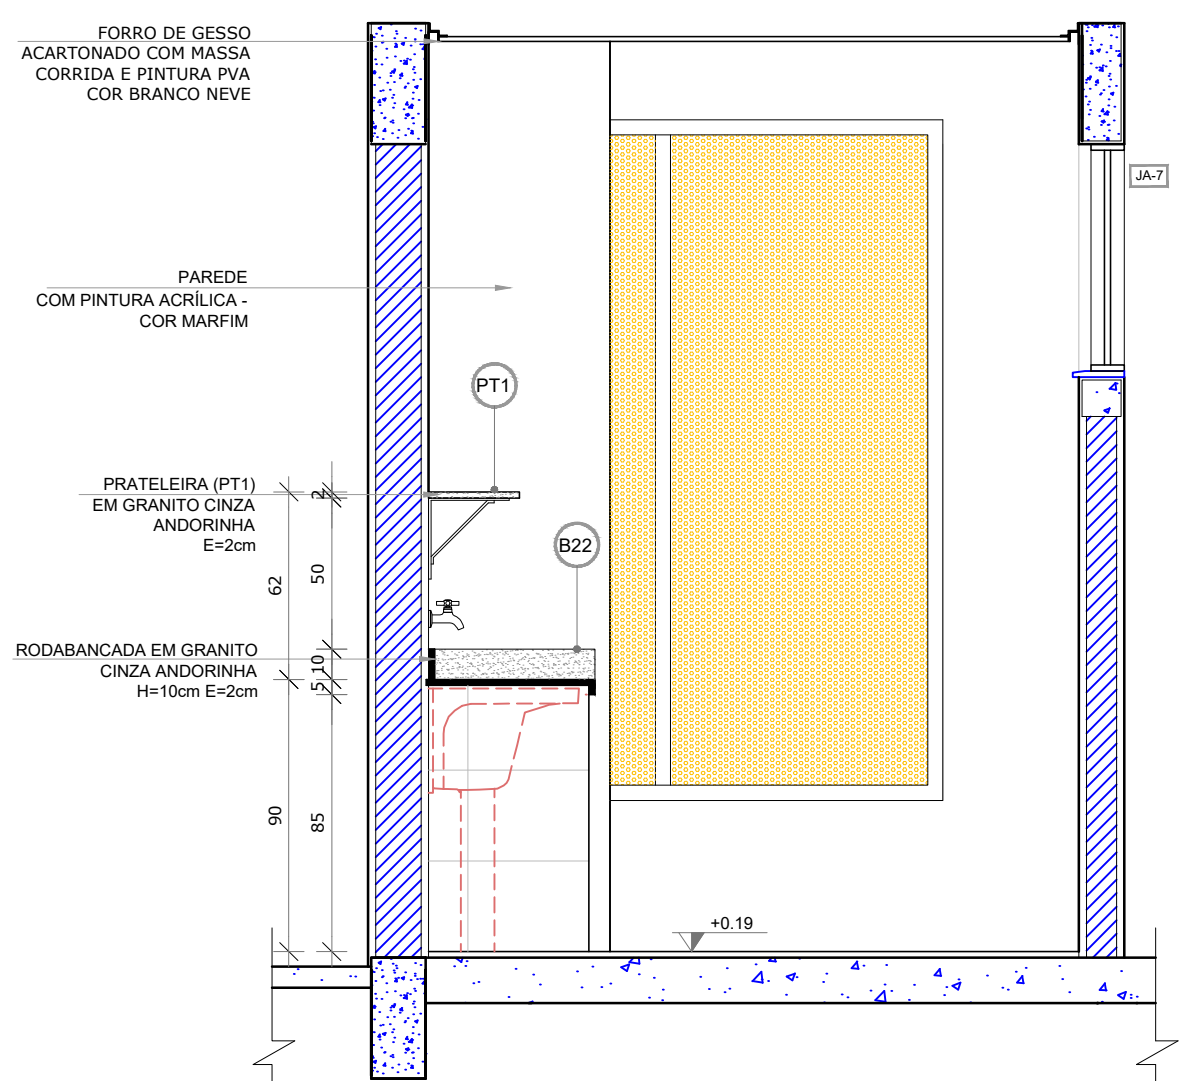 FORRO DE GESSO
ACARTONADO COM MASSA
CORRIDA E PINTURA PVA
COR BRANCO NEVE
JA-7
PAREDE
COM PINTURA ACRÍLICA -
COR MARFIM
PT1
PRATELEIRA (PT1)
EM GRANITO CINZA
ANDORINHA
E=2cm
2
B22
62
50
RODABANCADA EM GRANITO
CINZA ANDORINHA
H=10cm E=2cm
10
5
90
85
+0.19